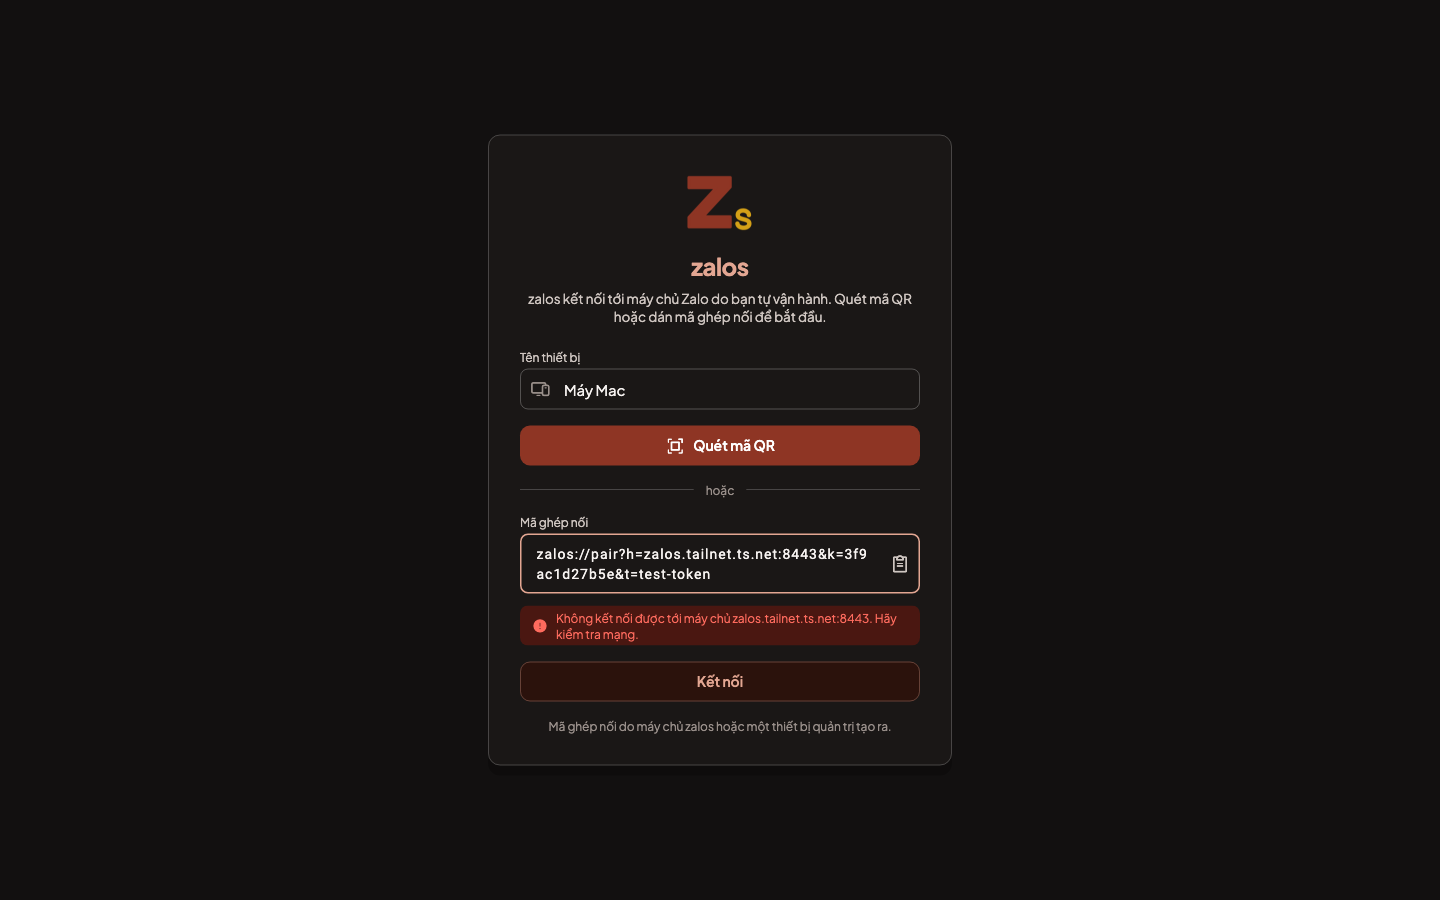 Zs
zalos
zalos kết nối tới máy chủ Zalo do bạn tự vận hành. Quét mã QR
hoặc dán mã ghép nối để bắt đầu.
Tên thiết bị
Máy Mac
Quét mã QR
hoặc
Mã ghép nối
zalos://pair?h=zalos.tailnet.ts.net:8443&k=3f9
ac1d27b5e&t=test-token
Không kết nối được tới máy chủ zalos.tailnet.ts.net:8443. Hãy
kiểm tra mạng.
Kết nối
Mã ghép nối do máy chủ zalos hoặc một thiết bị quản trị tạo ra.